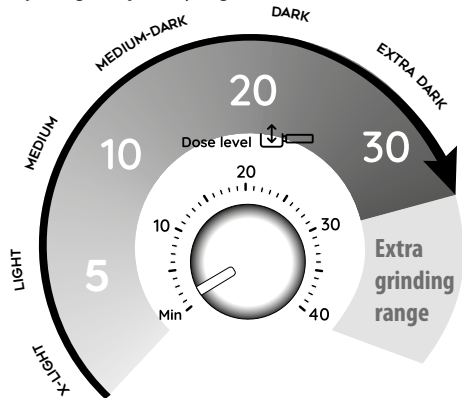 DARK
MEDIUM-DARK
EXTRA DARK
20
MEDIUM
10
Dose level
30
20
10
30
LIGHT
5
Extra
grinding
range
Min
40
X-LIGHT